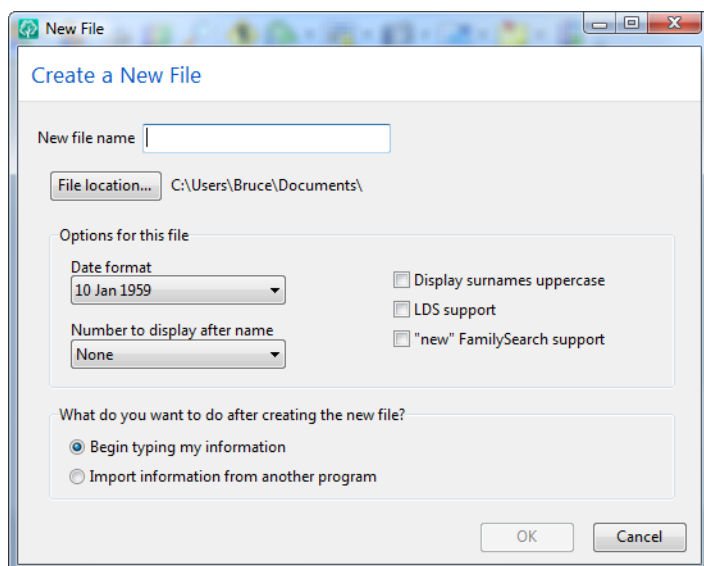 New File
Create a New File
New file name
File location... C:\Users\Bruce\Documents\
Options for this file
Date format
10 Jan 1959
Display surnames uppercase
LDS support
Number to display after name
"new" FamilySearch support
None
What do you want to do after creating the new file?
Begin typing my information
Import information from another program
OK Cancel